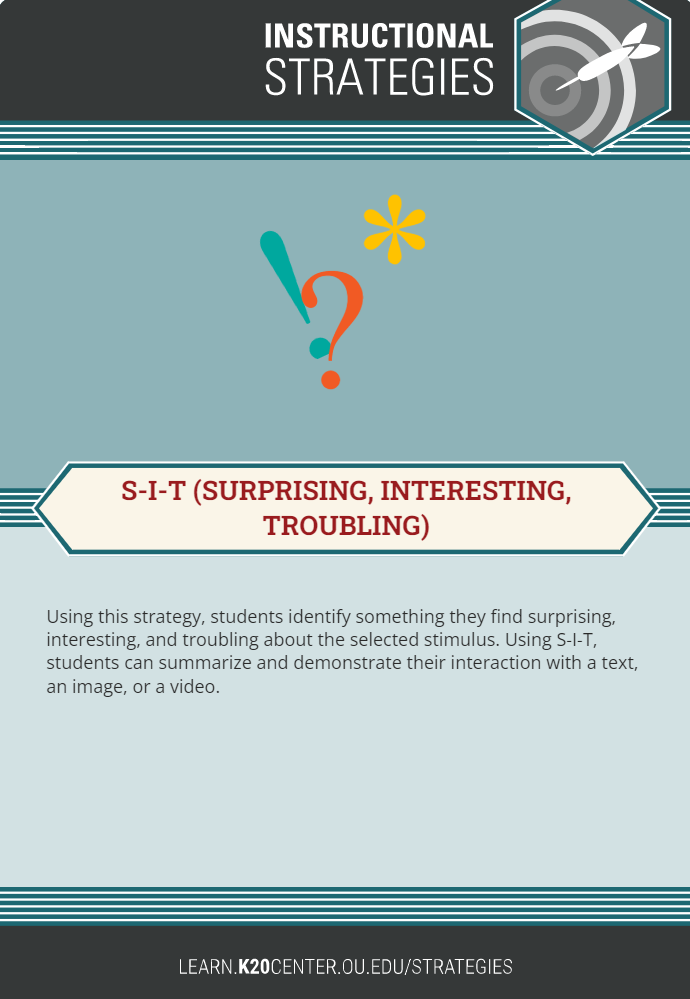 INSTRUCTIONAL
STRATEGIES
! ? *
S-I-T (SURPRISING, INTERESTING,
TROUBLING)
Using this strategy, students identify something they find surprising,
interesting, and troubling about the selected stimulus. Using S-I-T,
students can summarize and demonstrate their interaction with a text,
an image, or a video.
LEARN.K20CENTER.OU.EDU/STRATEGIES